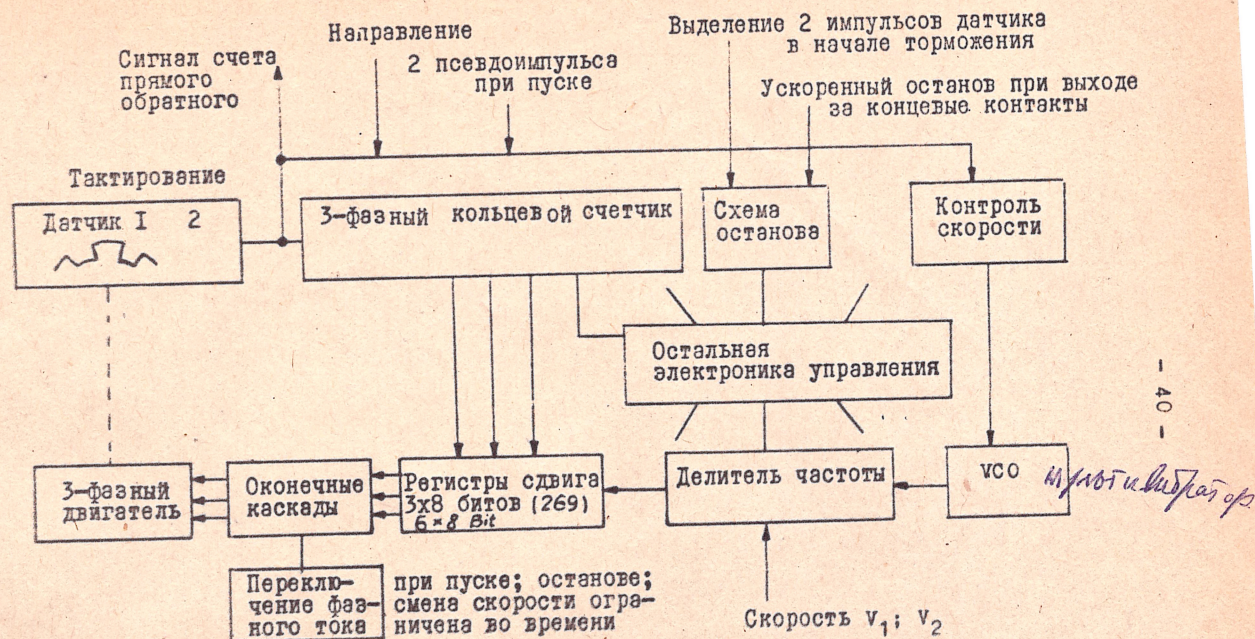 Направление
Выделение 2 импульсов датчика
в начале торможения
Сигнал счета
прямого
обратного
2 псевдоимпульса
при пуске
Ускоренный останов при выходе
за концевые контакты
Тактирование
Датчик I 2
3-фазный кольцевой счетчик
Схема
останова
Контроль
скорости
Остальная
электроника управления
- 40 -
3-фазный
двигатель
Оконечные
каскады
Регистры сдвига
3х8 битов (269)
6×8 Bit
Делитель частоты
VCO
мультивибратор
Переклю-
чение фаз-
ного тока
при пуске; останове;
смена скорости огра-
ничена во времени
Скорость V₁; V₂